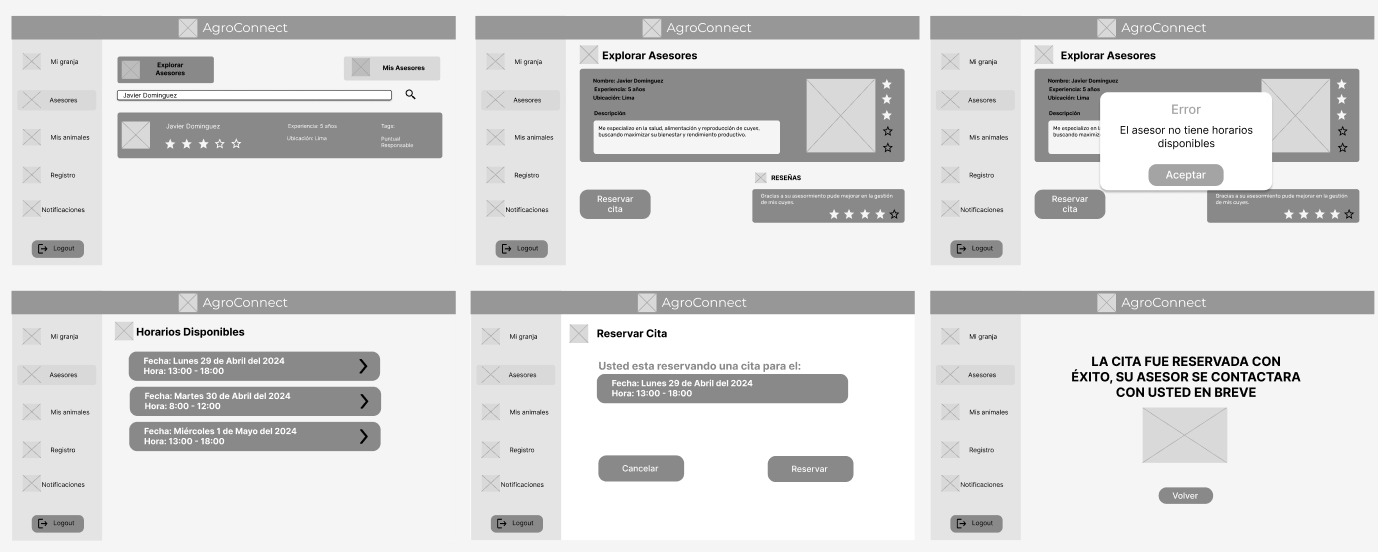 AgroConnect
Mi granja
Asesores
Mis animales
Registro
Notificaciones
Logout
Explorar
Asesores
Mis Asesores
Javier Dominguez
Javier Dominguez
Experiencia: 5 años
Ubicación: Lima
Tags:
Puntual
Responsable
AgroConnect
Mi granja
Asesores
Mis animales
Registro
Notificaciones
Logout
Explorar Asesores
Nombre: Javier Dominguez
Experiencia: 5 años
Ubicación: Lima
Descripción
Me especializo en la salud, alimentación y reproducción de cuyes,
buscando maximizar su bienestar y rendimiento productivo.
RESEÑAS
Reservar
cita
Gracias a su asesoramiento pude mejorar en la gestión
de mis cuyes.
AgroConnect
Mi granja
Asesores
Mis animales
Registro
Notificaciones
Logout
Explorar Asesores
Nombre: Javier Dominguez
Experiencia: 5 años
Ubicación: Lima
Descripción
Me especializo en l
buscando maximiz
Error
El asesor no tiene horarios
disponibles
Aceptar
Reservar
cita
Gracias a su asesoramiento pude mejorar en la gestión
de mis cuyes.
AgroConnect
Mi granja
Asesores
Mis animales
Registro
Notificaciones
Logout
Horarios Disponibles
Fecha: Lunes 29 de Abril del 2024
Hora: 13:00 - 18:00
Fecha: Martes 30 de Abril del 2024
Hora: 8:00 - 12:00
Fecha: Miércoles 1 de Mayo del 2024
Hora: 13:00 - 18:00
AgroConnect
Mi granja
Asesores
Mis animales
Registro
Notificaciones
Logout
Reservar Cita
Usted esta reservando una cita para el:
Fecha: Lunes 29 de Abril del 2024
Hora: 13:00 - 18:00
Cancelar
Reservar
AgroConnect
Mi granja
Asesores
Mis animales
Registro
Notificaciones
Logout
LA CITA FUE RESERVADA CON
ÉXITO, SU ASESOR SE CONTACTARA
CON USTED EN BREVE
Volver